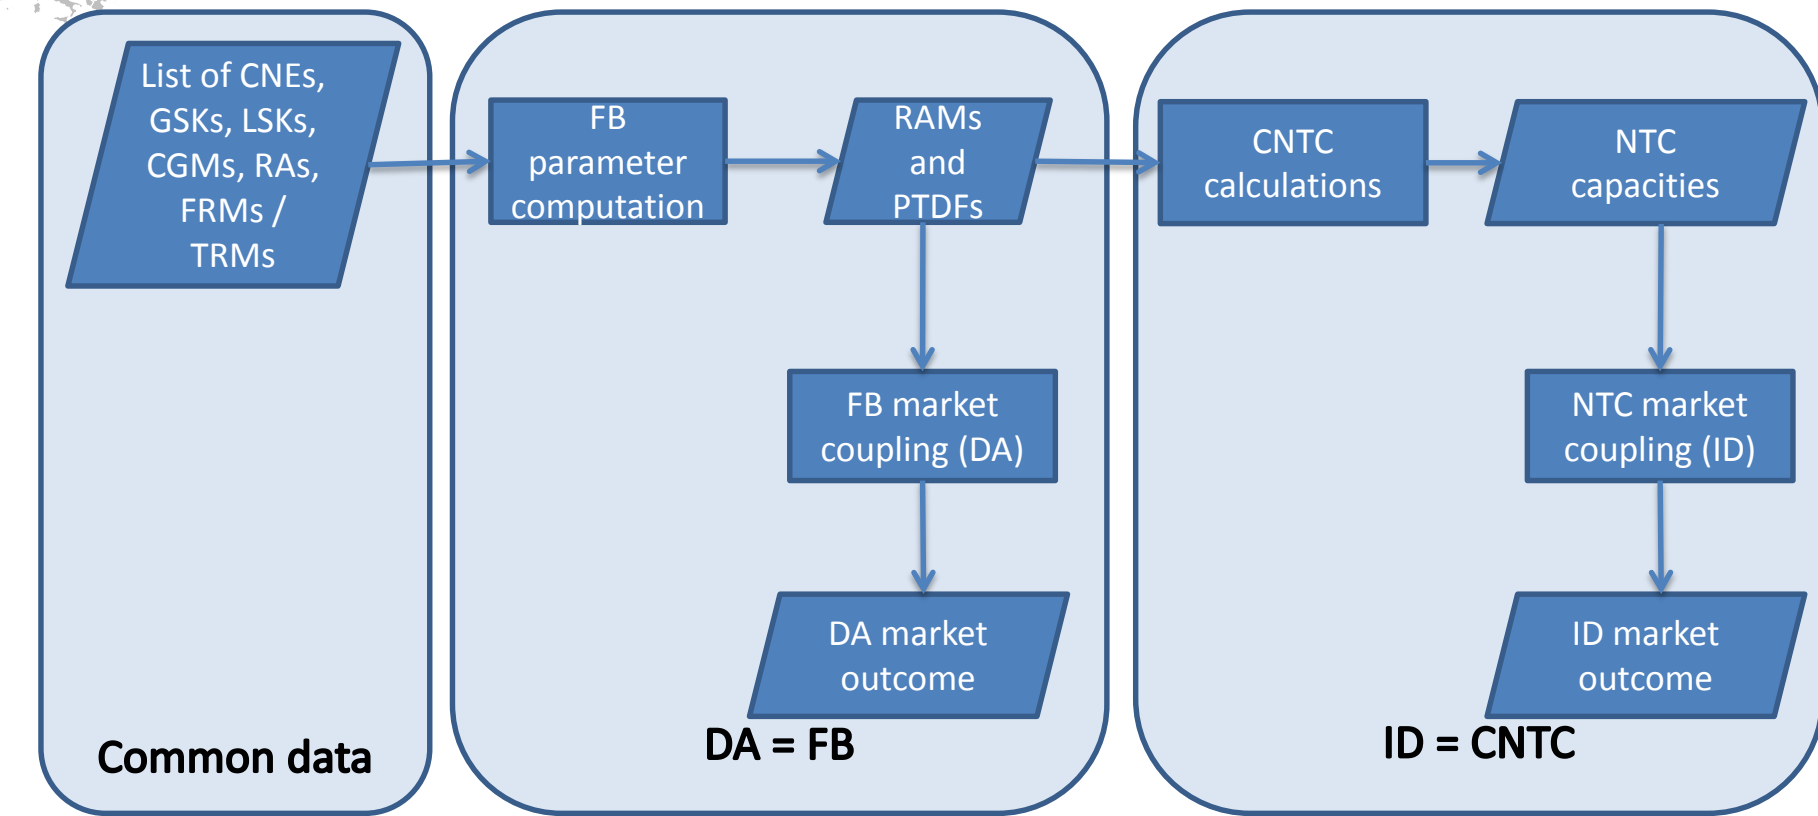 List of CNEs,
GSKs, LSKs,
CGMs, RAs,
FRMs /
TRMs
Common data
FB
parameter
computation
RAMs
and
PTDFs
FB market
coupling (DA)
DA market
outcome
DA = FB
CNTC
calculations
NTC
capacities
NTC market
coupling (ID)
ID market
outcome
ID = CNTC